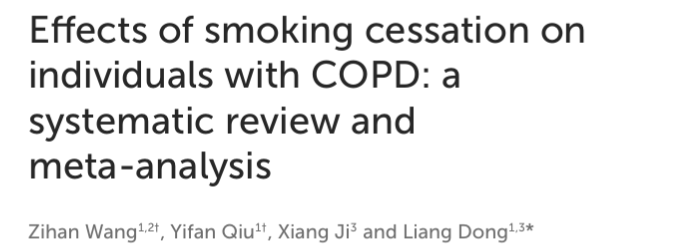 Effects of smoking cessation on
individuals with COPD: a
systematic review and
meta-analysis
Zihan Wang¹,²†, Yifan Qiu¹†, Xiang Ji³ and Liang Dong¹,³*